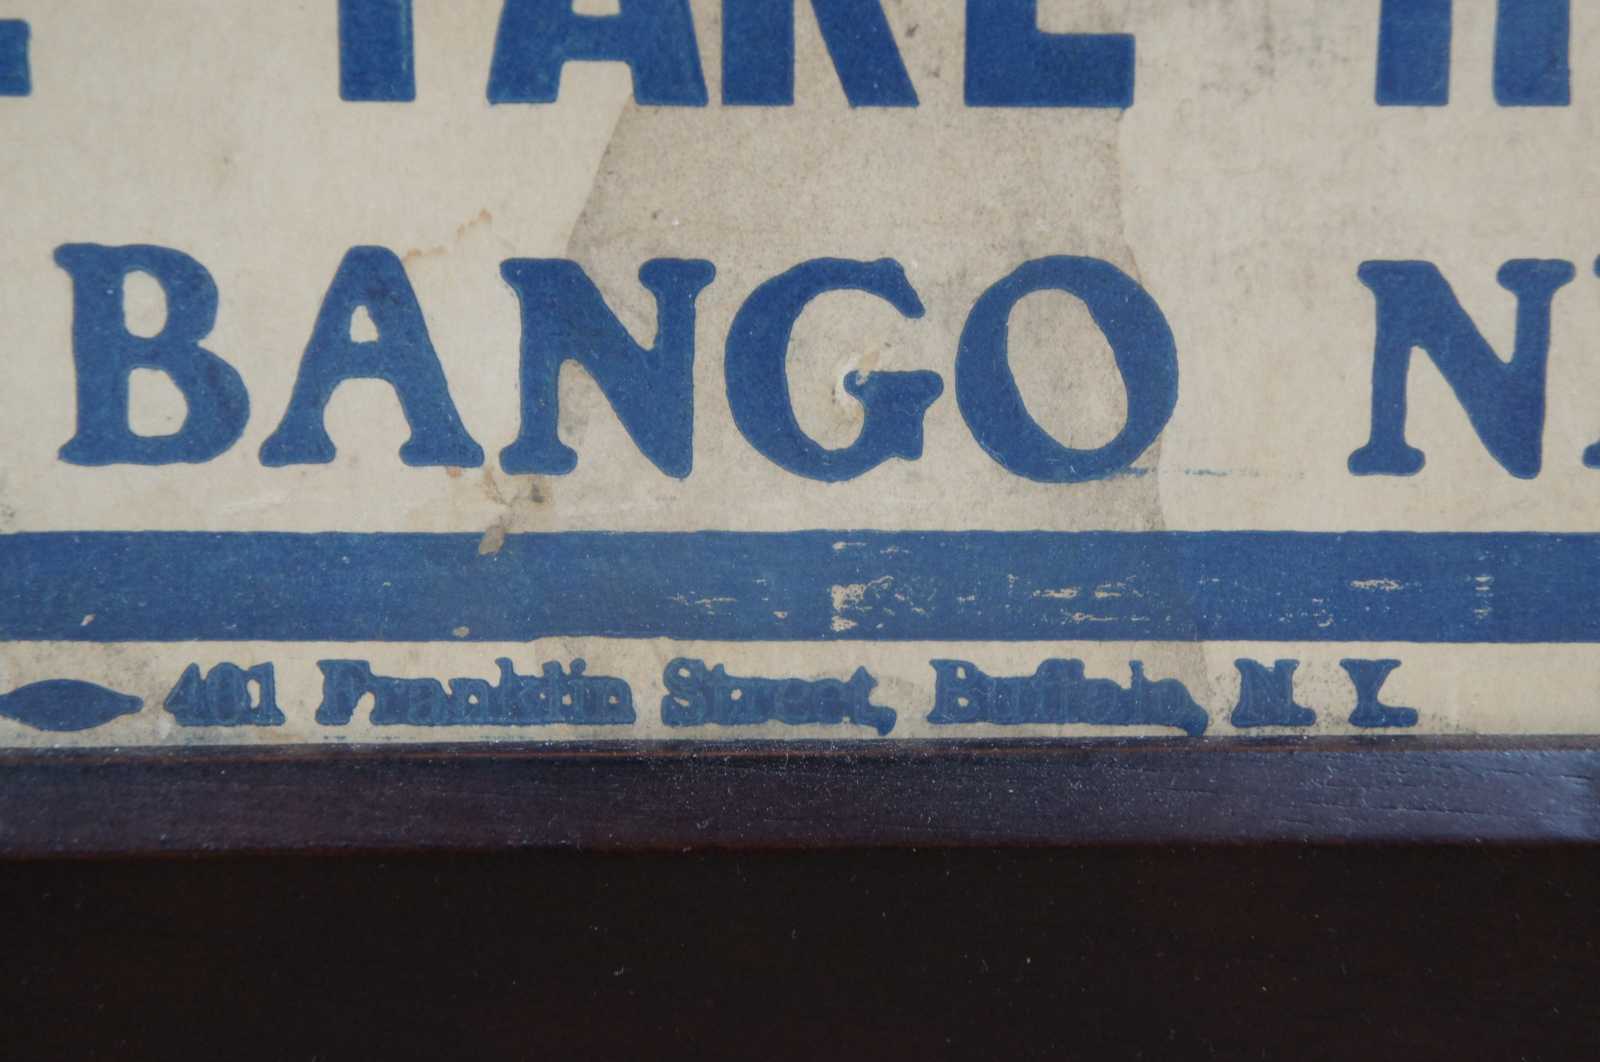 TAKE
BANGO
401 Franklin Street, Buffalo, N. Y.